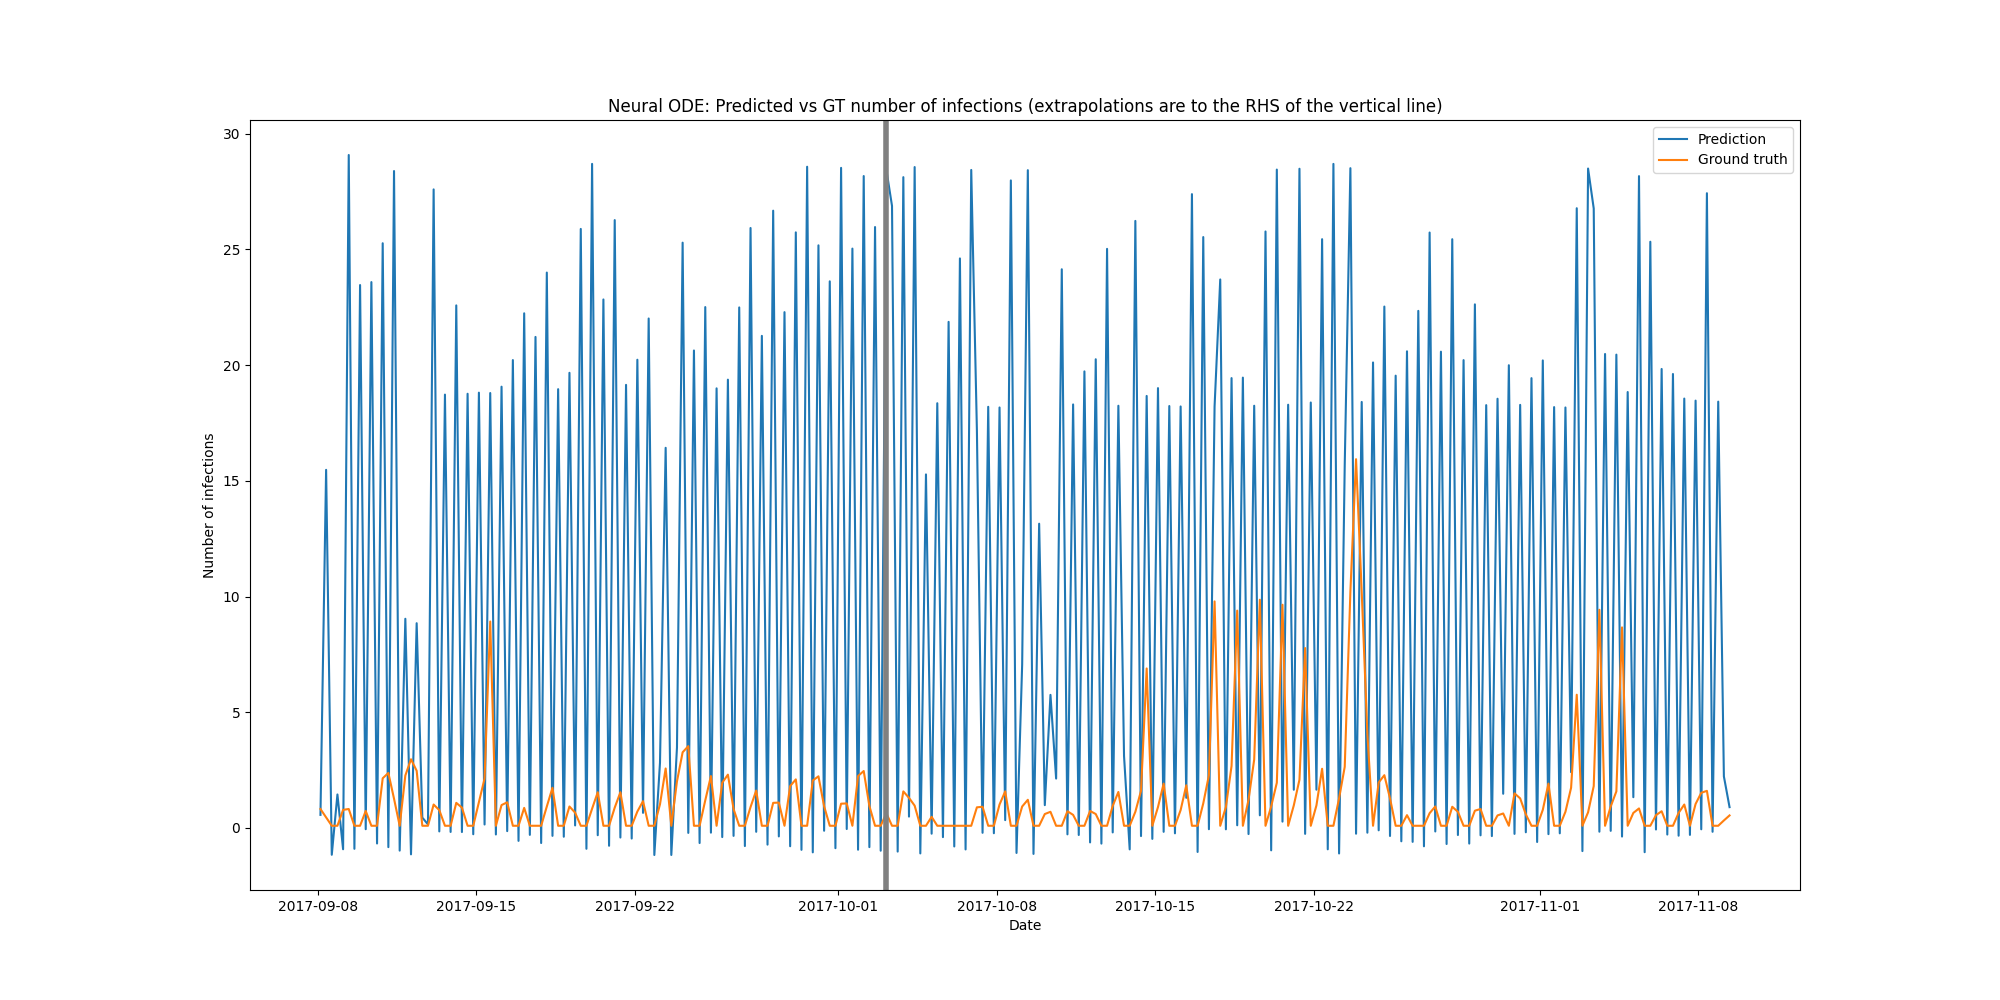 Neural ODE: Predicted vs GT number of infections (extrapolations are to the RHS of the vertical line)
Prediction
Ground truth
Number of infections
30
25
20
15
10
5
0
2017-09-08 2017-09-15 2017-09-22 2017-10-01 2017-10-08 2017-10-15 2017-10-22 2017-11-01 2017-11-08
Date